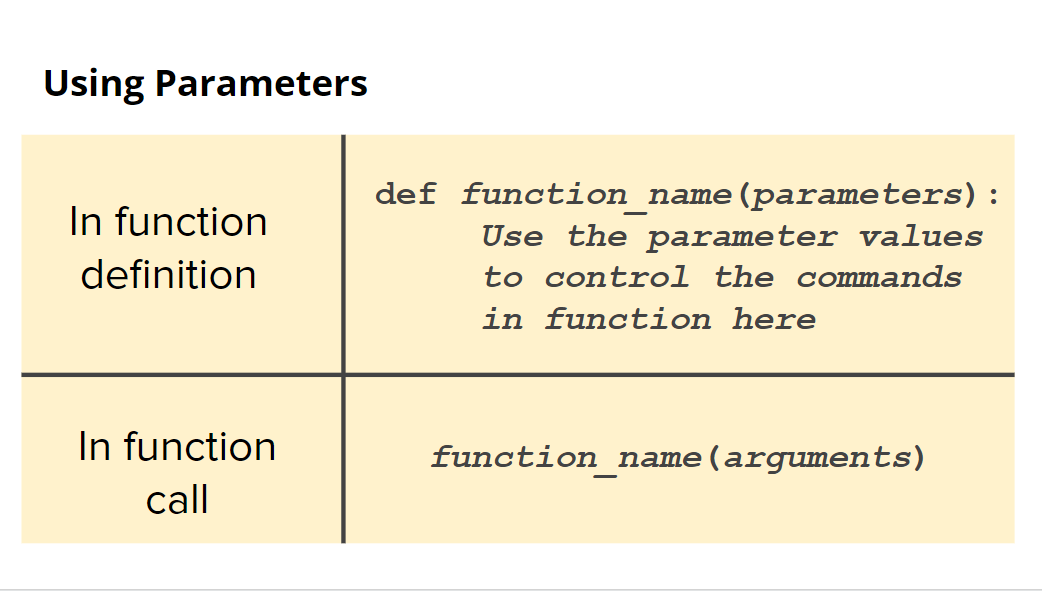 Using Parameters
In function
definition
def function_name(parameters):
Use the parameter values
to control the commands
in function here
In function
call
function_name(arguments)